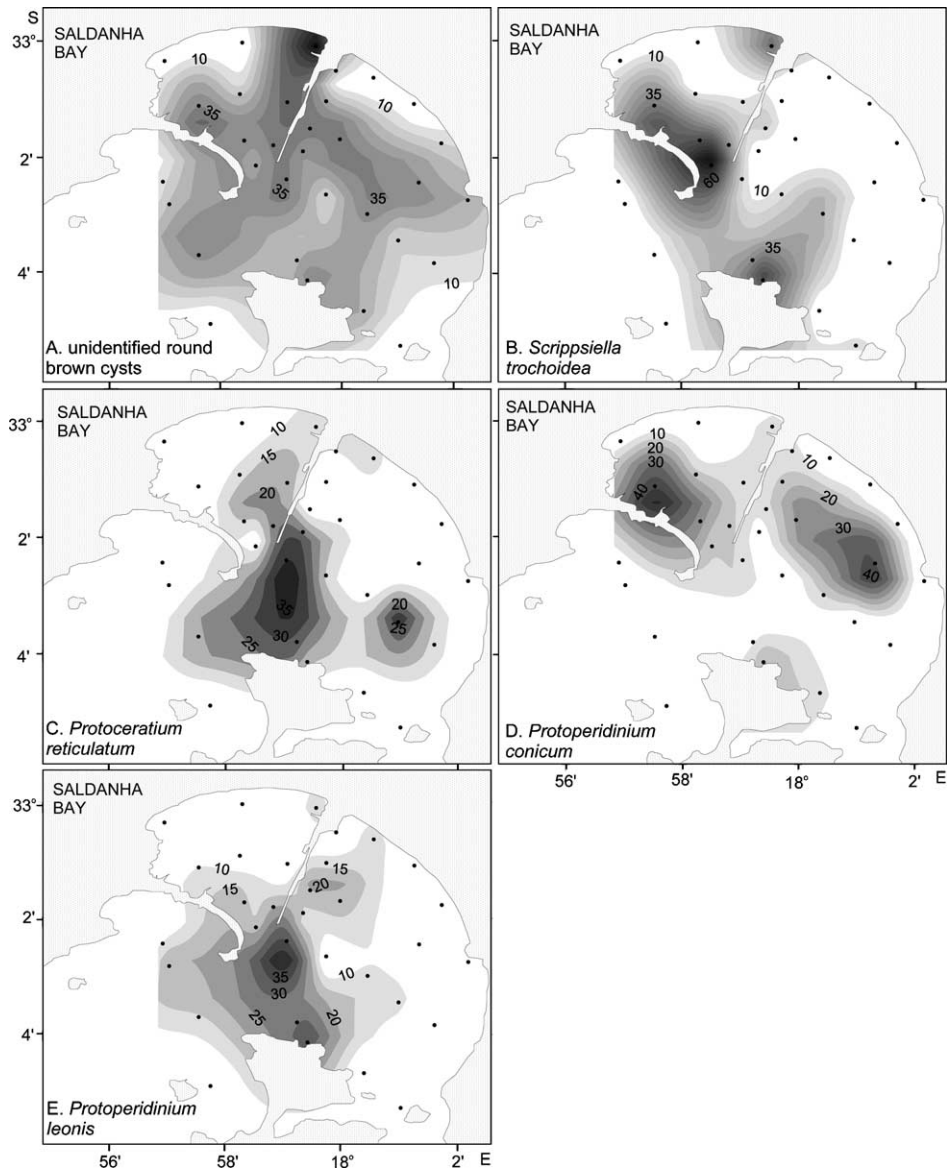 S
SALDANHA
BAY
33°
10
10
35
2'
35
35
4'
10
A. unidentified round
brown cysts
SALDANHA
BAY
10
35
60
10
35
B. Scrippsiella
trochoidea
SALDANHA
BAY
33°
10
15
20
2'
35
20
25
30
25
4'
C. Protoceratium
reticulatum
SALDANHA
BAY
10
20
30
40
10
20
30
40
D. Protoperidinium
conicum
56'
58
18°
2'
E
SALDANHA
BAY
33°
10
15
15
20
2'
35
10
30
25
20
4'
E. Protoperidinium
leonis
56'
58
18°
2'
E